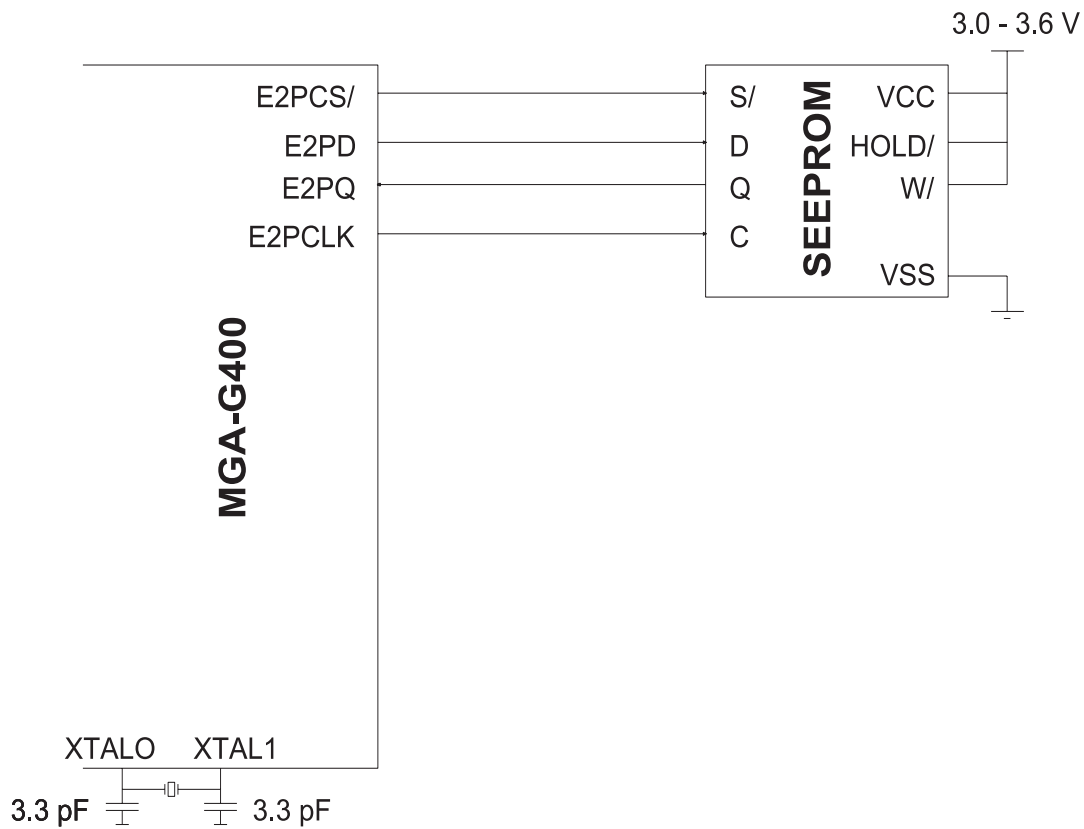 3.0 - 3.6 V
E2PCS/
E2PD
E2PQ
E2PCLK
S/
D
Q
C
SEEPROM
VCC
HOLD/
W/
VSS
MGA-G400
XTALO
XTAL1
3.3 pF
3.3 pF